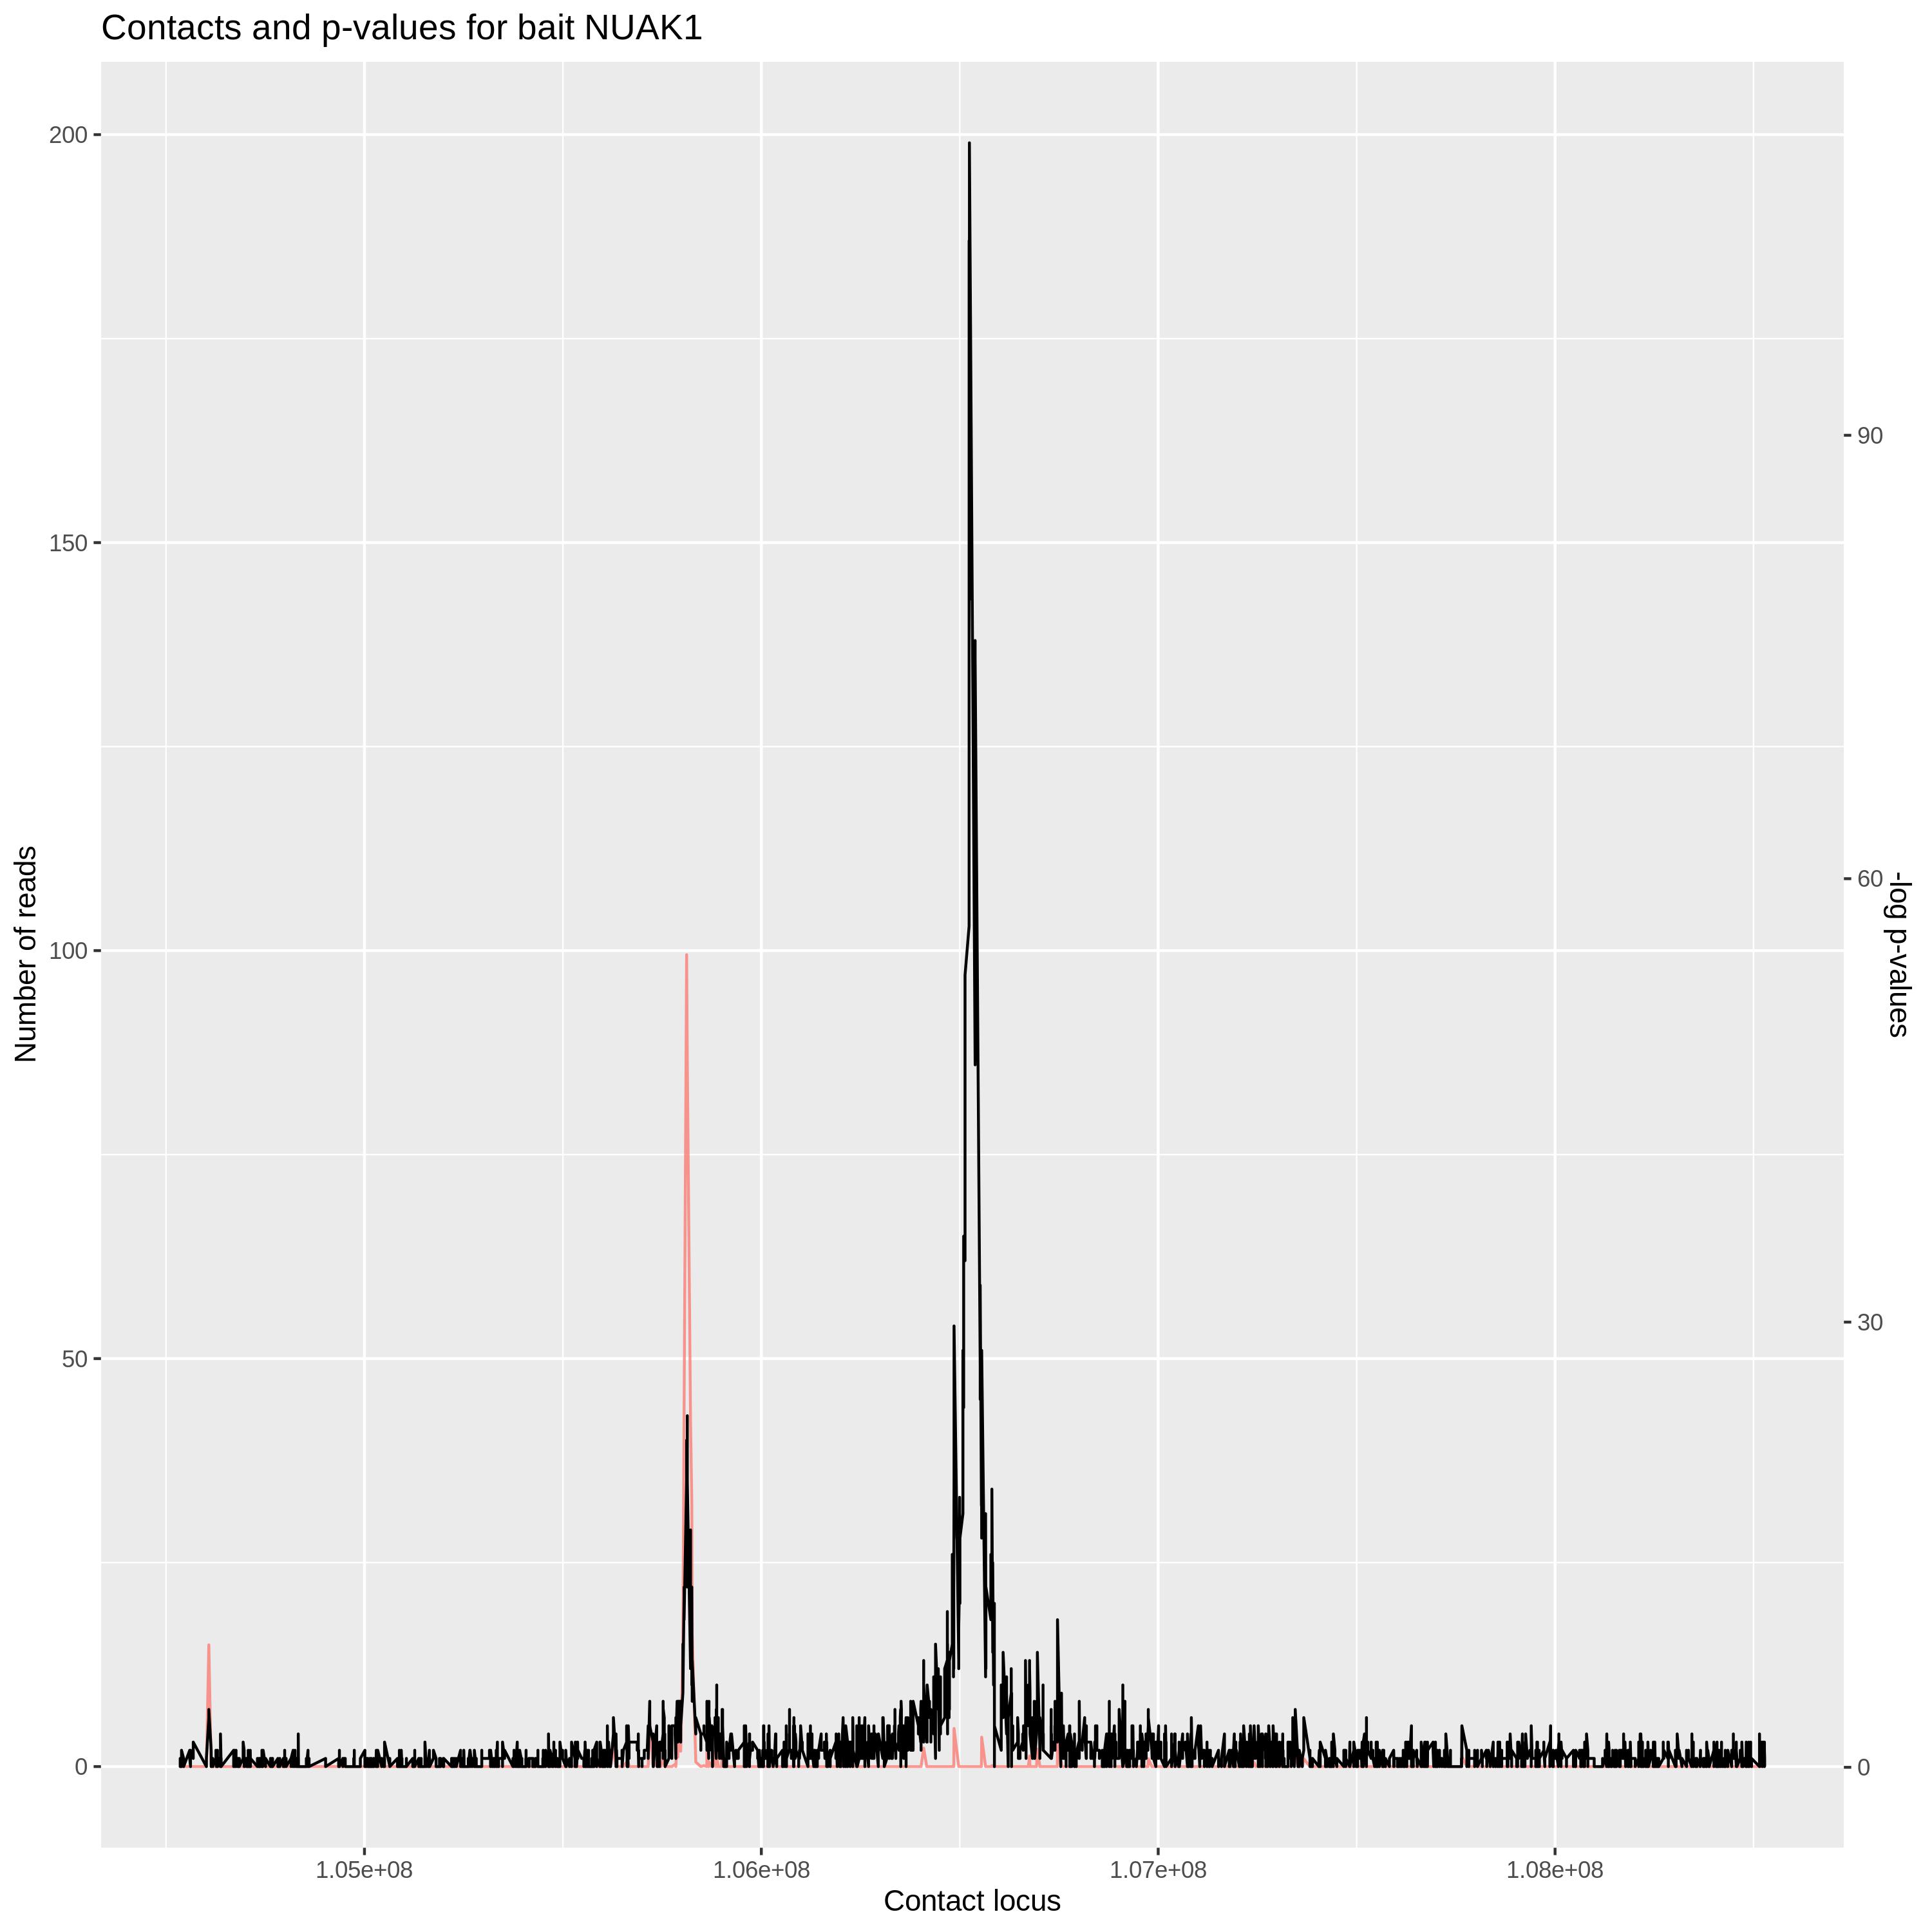 Contacts and p-values for bait NUAK1
200
150
100
50
0
Number of reads
90
60
30
0
-log p-values
1.05e+08
1.06e+08
1.07e+08
1.08e+08
Contact locus